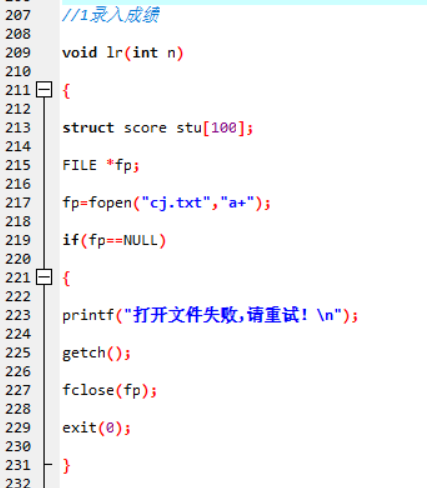 207 //1录入成绩
208
209 void lr(int n)
210
211 {
212
213 struct score stu[100];
214
215 FILE *fp;
216
217 fp=fopen("cj.txt","a+");
218
219 if(fp==NULL)
220
221 {
222
223 printf("打开文件失败,请重试! \n");
224
225 getch();
226
227 fclose(fp);
228
229 exit(0);
230
231 }
232